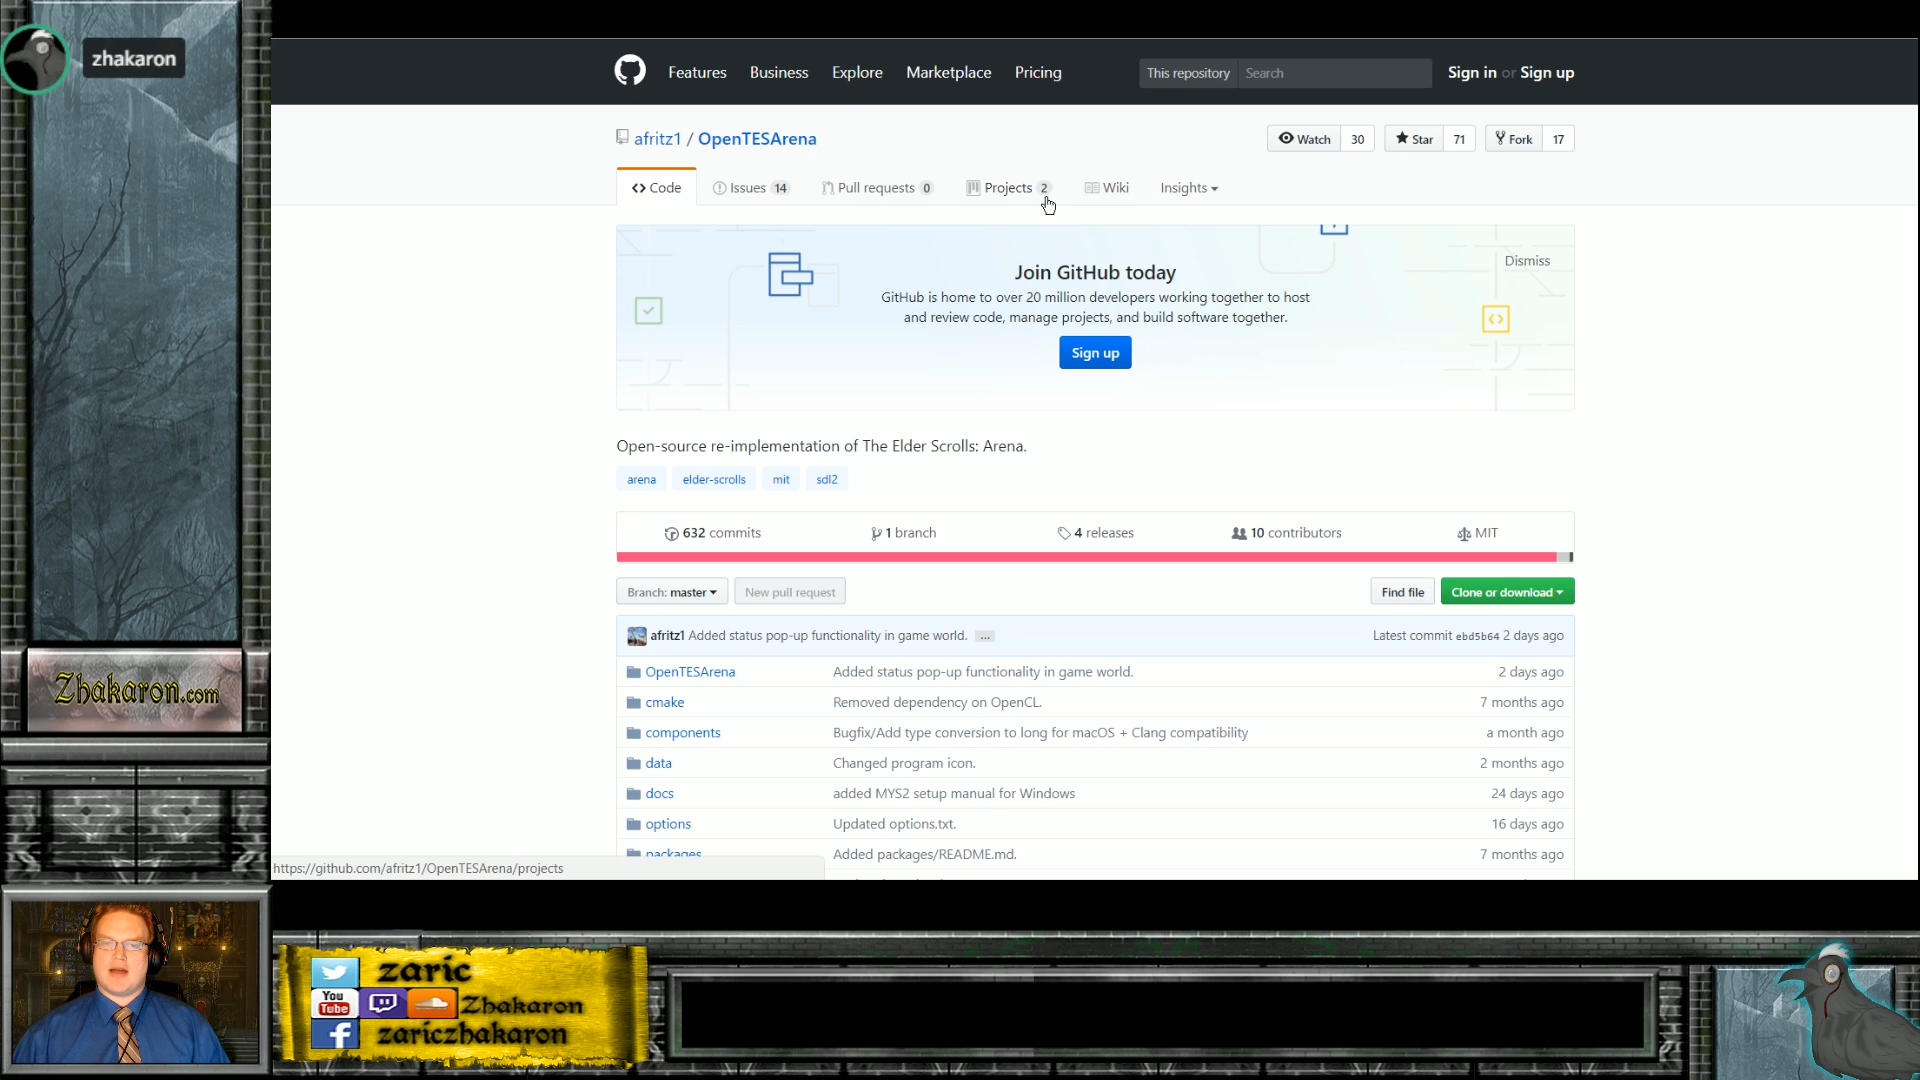 zhakaron
Features Business Explore Marketplace Pricing This repository Search Sign in or Sign up
afritz1 / OpenTESArena Watch 30 Star 71 Fork 17
Code Issues 14 Pull requests 0 Projects 2 Wiki Insights
Join GitHub today
Dismiss
GitHub is home to over 20 million developers working together to host
and review code, manage projects, and build software together.
Sign up
Open-source re-implementation of The Elder Scrolls: Arena.
arena elder-scrolls mit sdl2
632 commits 1 branch 4 releases 10 contributors MIT
Branch: master New pull request Find file Clone or download
afritz1 Added status pop-up functionality in game world. ... Latest commit ebd5b64 2 days ago
OpenTESArena Added status pop-up functionality in game world. 2 days ago
cmake Removed dependency on OpenCL. 7 months ago
components Bugfix/Add type conversion to long for macOS + Clang compatibility a month ago
data Changed program icon. 2 months ago
docs added MYS2 setup manual for Windows 24 days ago
options Updated options.txt. 16 days ago
packages Added packages/README.md. 7 months ago
https://github.com/afritz1/OpenTESArena/projects
Zhakaron.com
zaric
You Tube Zhakaron
zariczhakaron